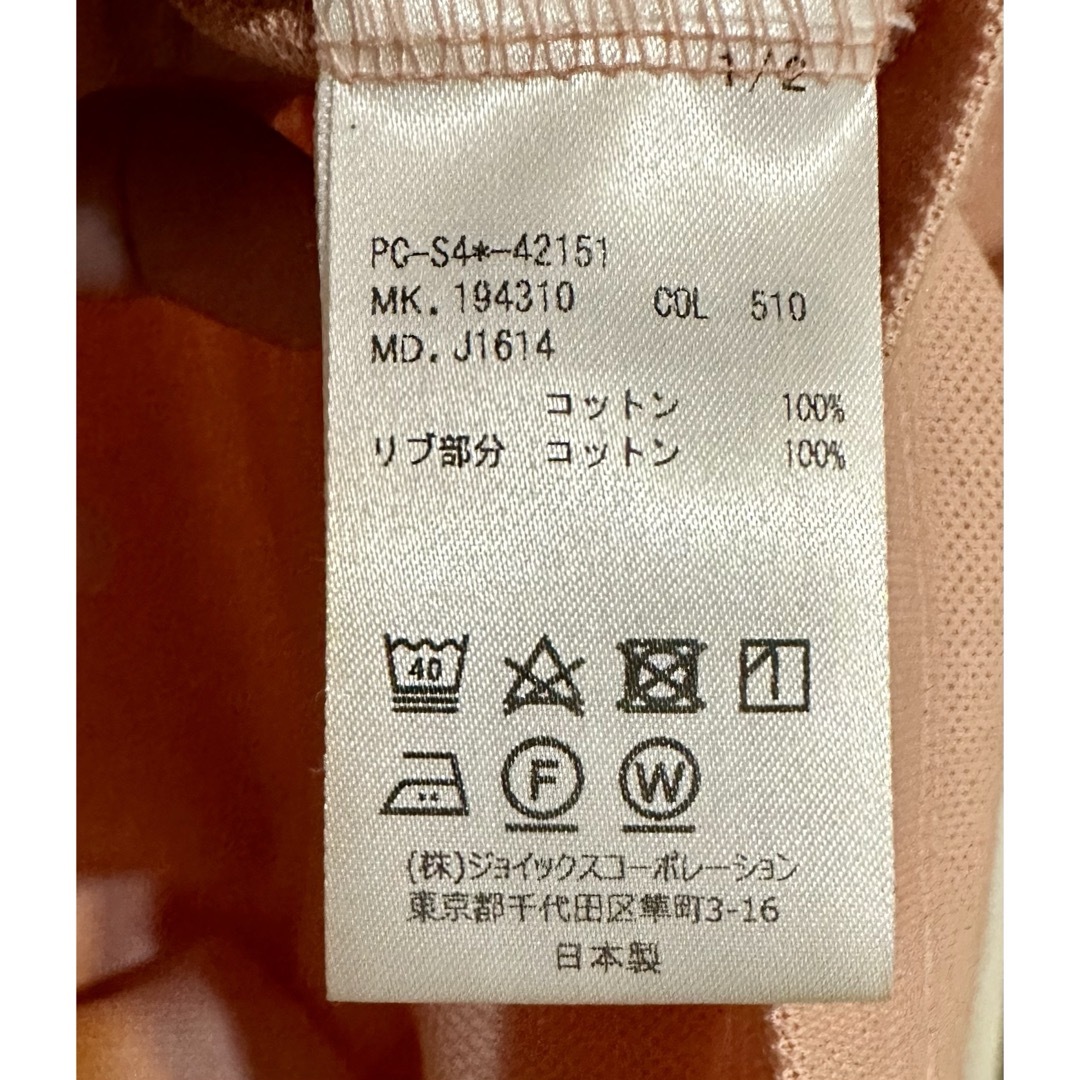 1/2
PC-S4*-42151
MK. 194310 COL 510
MD. J1614
コットン 100%
リブ部分 コットン 100%
40
F W
(株)ジョイックスコーポレーション
東京都千代田区隼町3-16
日本製